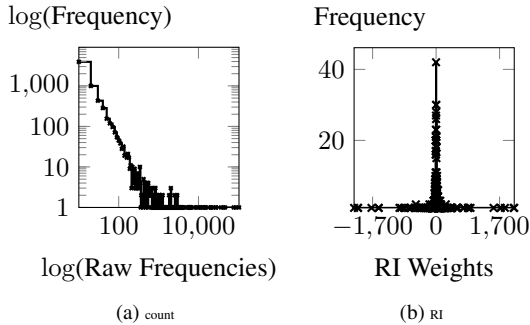 log(Frequency)
1,000
100
10
1
100
10,000
log(Raw Frequencies)
(a) count
Frequency
40
20
−1,700
0
1,700
RI Weights
(b) RI